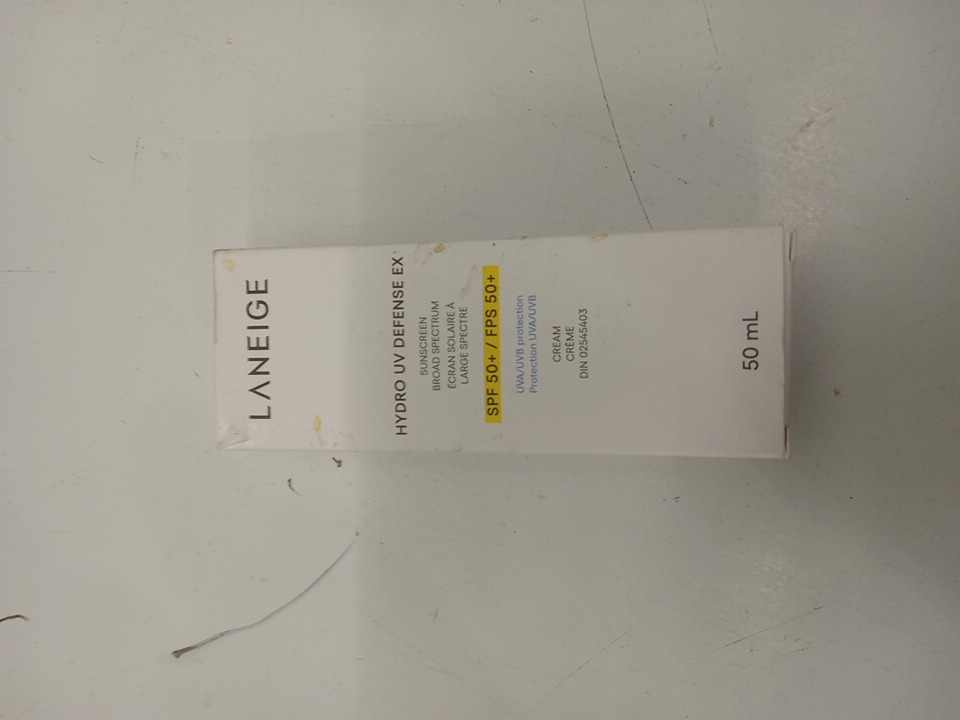 LANEIGE
HYDRO UV DEFENSE EX
SUNSCREEN
BROAD SPECTRUM
ÉCRAN SOLAIRE À
LARGE SPECTRE
SPF 50+ / FPS 50+
UVA/UVB protection
Protection UVA/UVB
CREAM
CRÈME
DIN 02545403
50 mL